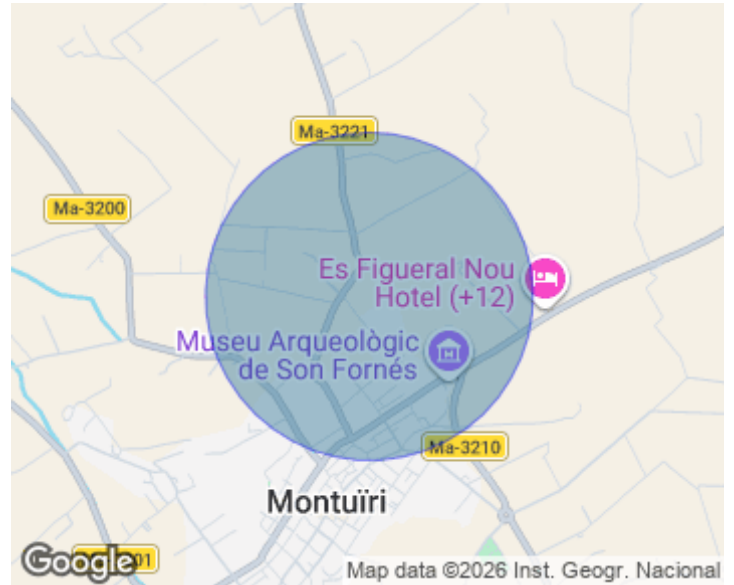 Ma-3221
Ma-3200
Es Figueral Nou
Hotel (+12)
Museu Arqueològic
de Son Fornés
Ma-3210
Montuïri
Google
01
Map data ©2026 Inst. Geogr. Nacional